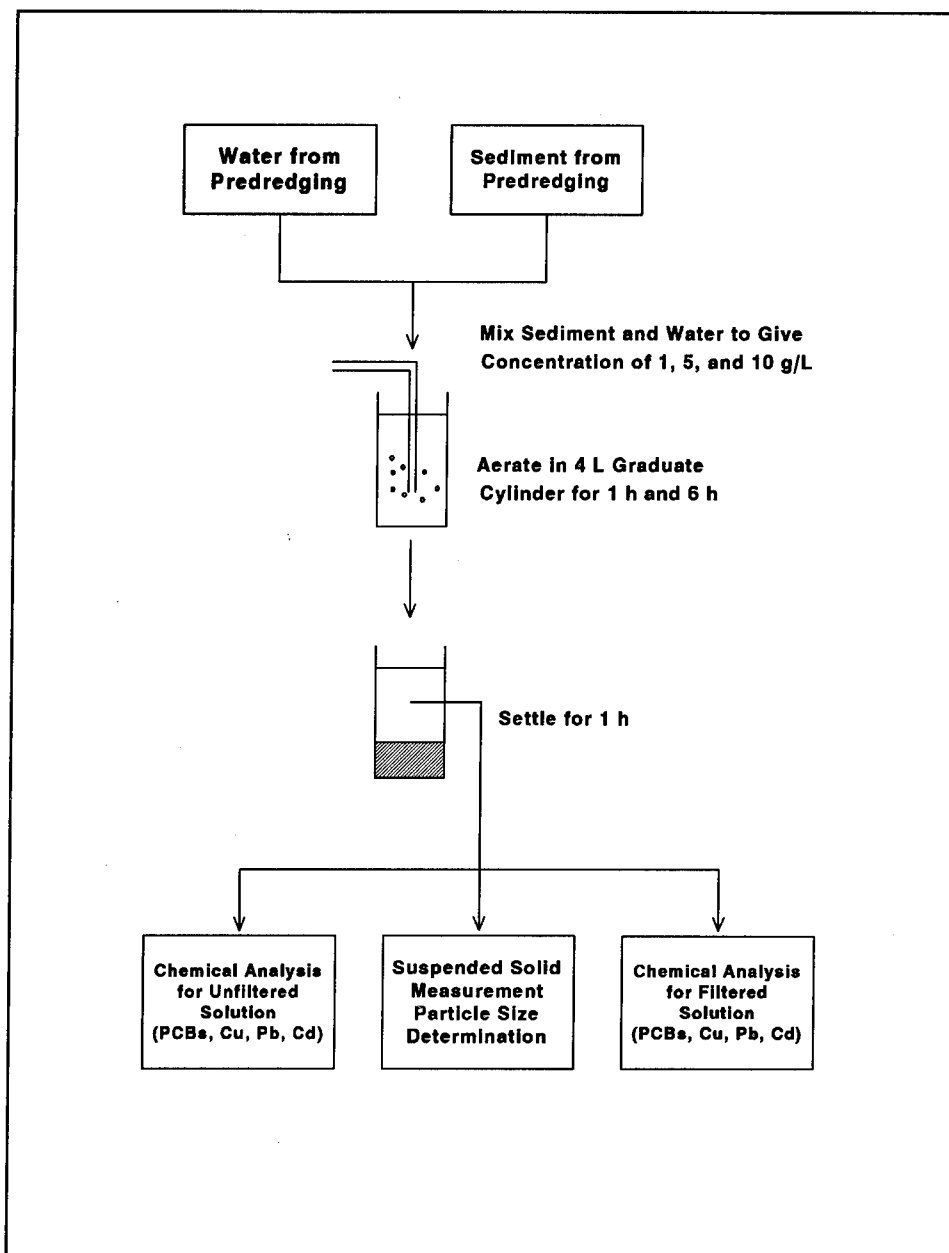 Water from
Predredging
Sediment from
Predredging
Mix Sediment and Water to Give
Concentration of 1, 5, and 10 g/L
Aerate in 4 L Graduate
Cylinder for 1 h and 6 h
Settle for 1 h
Chemical Analysis
for Unfiltered
Solution
(PCBs, Cu, Pb, Cd)
Suspended Solid
Measurement
Particle Size
Determination
Chemical Analysis
for Filtered
Solution
(PCBs, Cu, Pb, Cd)